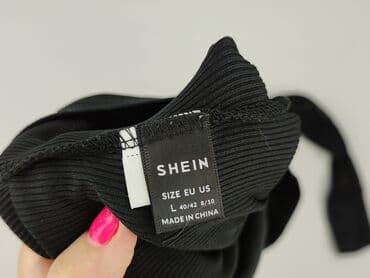 SHEIN
SIZE EU US
L 40/42 8/10
MADE IN CHINA